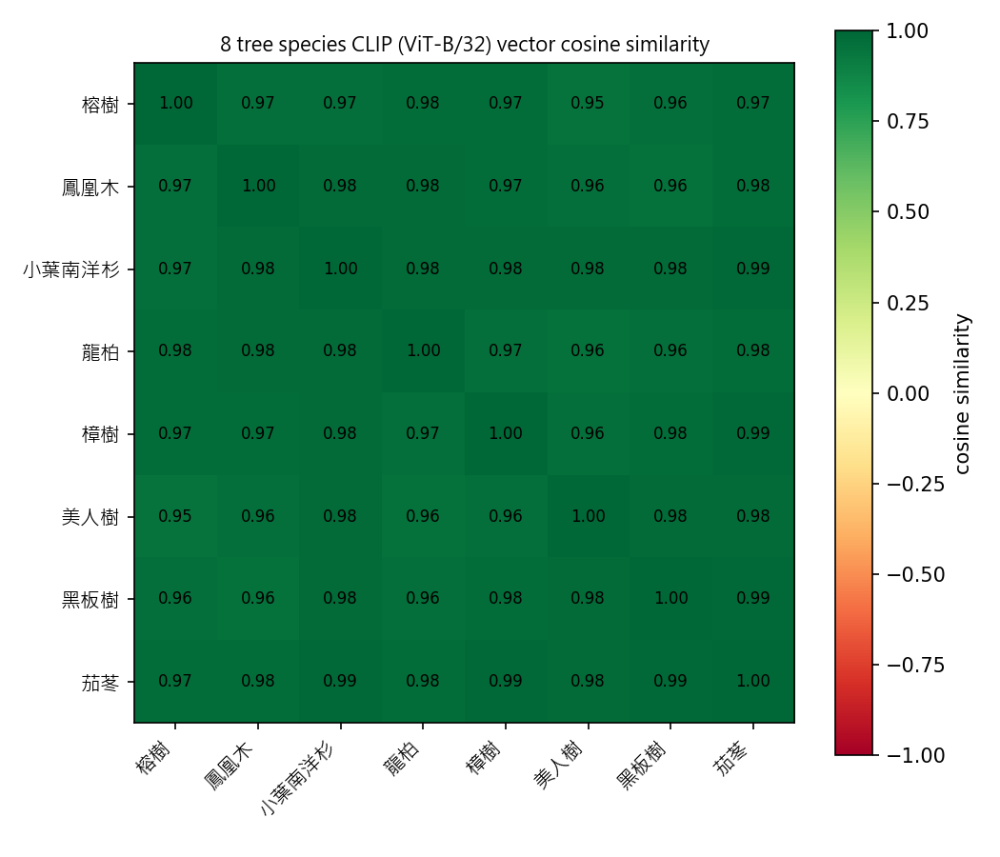 8 tree species CLIP (ViT-B/32) vector cosine similarity
榕樹 1.00 0.97 0.97 0.98 0.97 0.95 0.96 0.97
鳳凰木 0.97 1.00 0.98 0.98 0.97 0.96 0.96 0.98
小葉南洋杉 0.97 0.98 1.00 0.98 0.98 0.98 0.98 0.99
龍柏 0.98 0.98 0.98 1.00 0.97 0.96 0.96 0.98
樟樹 0.97 0.97 0.98 0.97 1.00 0.96 0.98 0.99
美人樹 0.95 0.96 0.98 0.96 0.96 1.00 0.98 0.98
黑板樹 0.96 0.96 0.98 0.96 0.98 0.98 1.00 0.99
茄苳 0.97 0.98 0.99 0.98 0.99 0.98 0.99 1.00
榕樹 鳳凰木 小葉南洋杉 龍柏 樟樹 美人樹 黑板樹 茄苳
1.00
0.75
0.50
0.25
0.00
−0.25
−0.50
−0.75
−1.00
cosine similarity